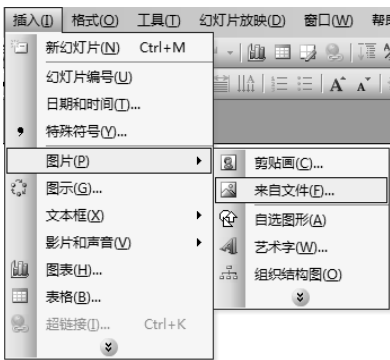 插入(I) 格式(O) 工具(T) 幻灯片放映(D) 窗口(W)
新幻灯片(N) Ctrl+M
幻灯片编号(U)
日期和时间(T)...
特殊符号(Y)...
图片(P)
剪贴画(C)...
图示(G)...
来自文件(F)...
文本框(X)
自选图形(A)
影片和声音(V)
艺术字(W)...
图表(H)...
组织结构图(O)
表格(B)...
超链接(I)... Ctrl+K